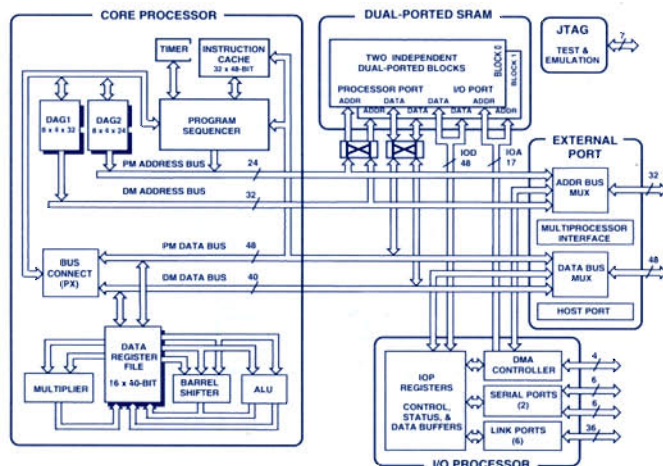 CORE PROCESSOR
TIMER
INSTRUCTION
CACHE
32 x 48-BIT
DAG1
8 x 4 x 32
DAG2
8 x 4 x 24
PROGRAM
SEQUENCER
PM ADDRESS BUS
24
DM ADDRESS BUS
32
PM DATA BUS
48
DM DATA BUS
40
BUS
CONNECT
(PX)
DATA
REGISTER
FILE
16 x 40-BIT
MULTIPLIER
BARREL
SHIFTER
ALU
DUAL-PORTED SRAM
TWO INDEPENDENT
DUAL-PORTED BLOCKS
PROCESSOR PORT
I/O PORT
ADDR
DATA
DATA
ADDR
ADDR
DATA
DATA
ADDR
BLOCK 0
BLOCK 1
IOD
48
IOA
17
JTAG
TEST &
EMULATION
7
EXTERNAL
PORT
ADDR BUS
MUX
32
MULTIPROCESSOR
INTERFACE
DATA BUS
MUX
48
HOST PORT
IOP
REGISTERS
CONTROL,
STATUS, &
DATA BUFFERS
DMA
CONTROLLER
4
SERIAL PORTS
(2)
6
6
LINK PORTS
(6)
36
I/O PROCESSOR